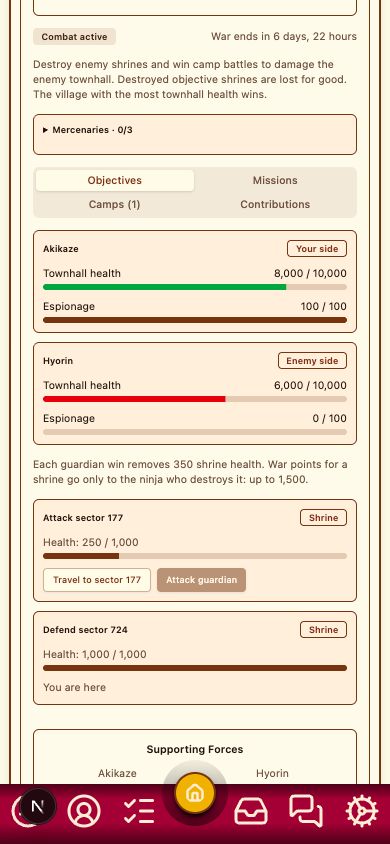 Combat active
War ends in 6 days, 22 hours
Destroy enemy shrines and win camp battles to damage the
enemy townhall. Destroyed objective shrines are lost for good.
The village with the most townhall health wins.
▶ Mercenaries · 0/3
Objectives
Missions
Camps (1)
Contributions
Akikaze
Your side
Townhall health
8,000 / 10,000
Espionage
100 / 100
Hyorin
Enemy side
Townhall health
6,000 / 10,000
Espionage
0 / 100
Each guardian win removes 350 shrine health. War points for a
shrine go only to the ninja who destroys it: up to 1,500.
Attack sector 177
Shrine
Health: 250 / 1,000
Travel to sector 177
Attack guardian
Defend sector 724
Shrine
Health: 1,000 / 1,000
You are here
Supporting Forces
Akikaze
Hyorin
N